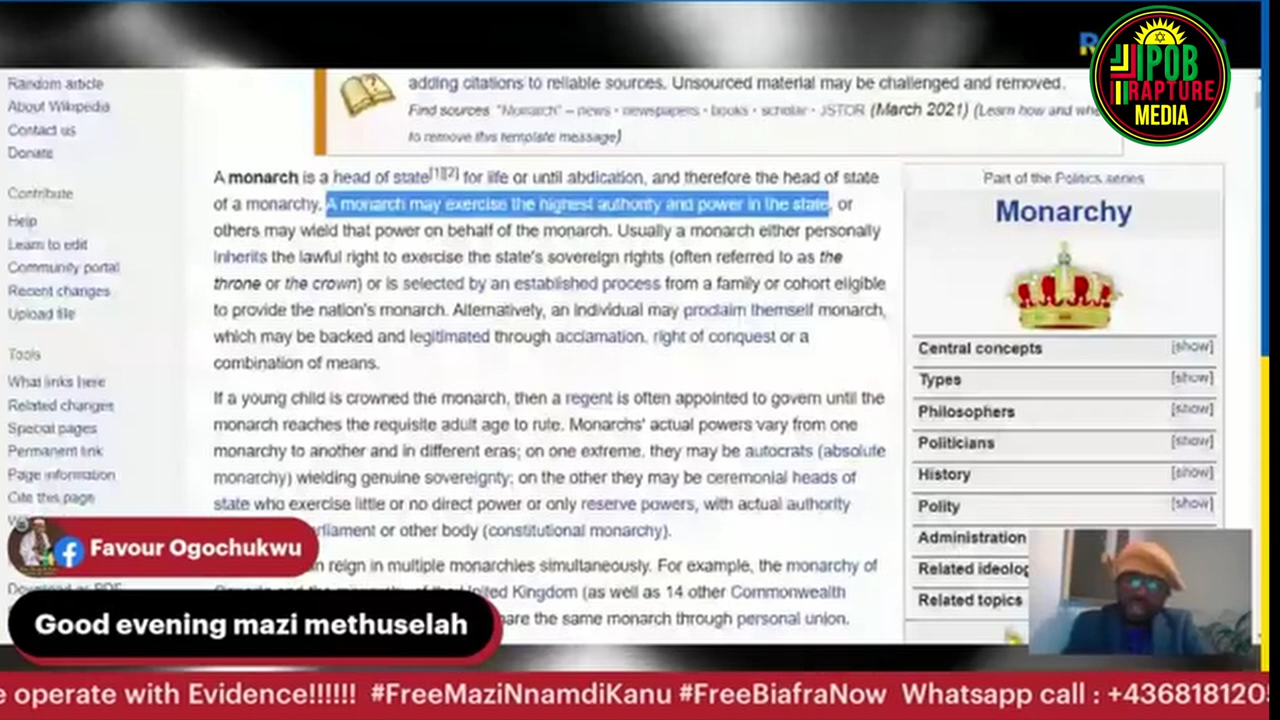 R
IPOB
RAPTURE
MEDIA
Random article
About Wikipedia
Contact us
Donate
Contribute
Help
Learn to edit
Community portal
Recent changes
Upload file
Tools
What links here
Related changes
Special pages
Permanent link
Page information
Cite this page
adding citations to reliable sources. Unsourced material may be challenged and removed.
Find sources: "Monarch" – news · newspapers · books · scholar · JSTOR (March 2021) (Learn how and
to remove this template message)
A monarch is a head of state[1][2] for life or until abdication, and therefore the head of state
of a monarchy. A monarch may exercise the highest authority and power in the state, or
others may wield that power on behalf of the monarch. Usually a monarch either personally
inherits the lawful right to exercise the state's sovereign rights (often referred to as the
throne or the crown) or is selected by an established process from a family or cohort eligible
to provide the nation's monarch. Alternatively, an individual may proclaim themself monarch,
which may be backed and legitimated through acclamation, right of conquest or a
combination of means.
If a young child is crowned the monarch, then a regent is often appointed to govern until the
monarch reaches the requisite adult age to rule. Monarchs' actual powers vary from one
monarchy to another and in different eras; on one extreme, they may be autocrats (absolute
monarchy) wielding genuine sovereignty; on the other they may be ceremonial heads of
state who exercise little or no direct power or only reserve powers, with actual authority
rliament or other body (constitutional monarchy).
n reign in multiple monarchies simultaneously. For example, the monarchy of
nited Kingdom (as well as 14 other Commonwealth
are the same monarch through personal union.
Part of the Politics series
Monarchy
Central concepts [show]
Types [show]
Philosophers [show]
Politicians [show]
History [show]
Polity [show]
Administration
Related ideolog
Related topics
Favour Ogochukwu
Good evening mazi methuselah
e operate with Evidence!!!!!! #FreeMaziNnamdiKanu #FreeBiafraNow Whatsapp call : +436818120